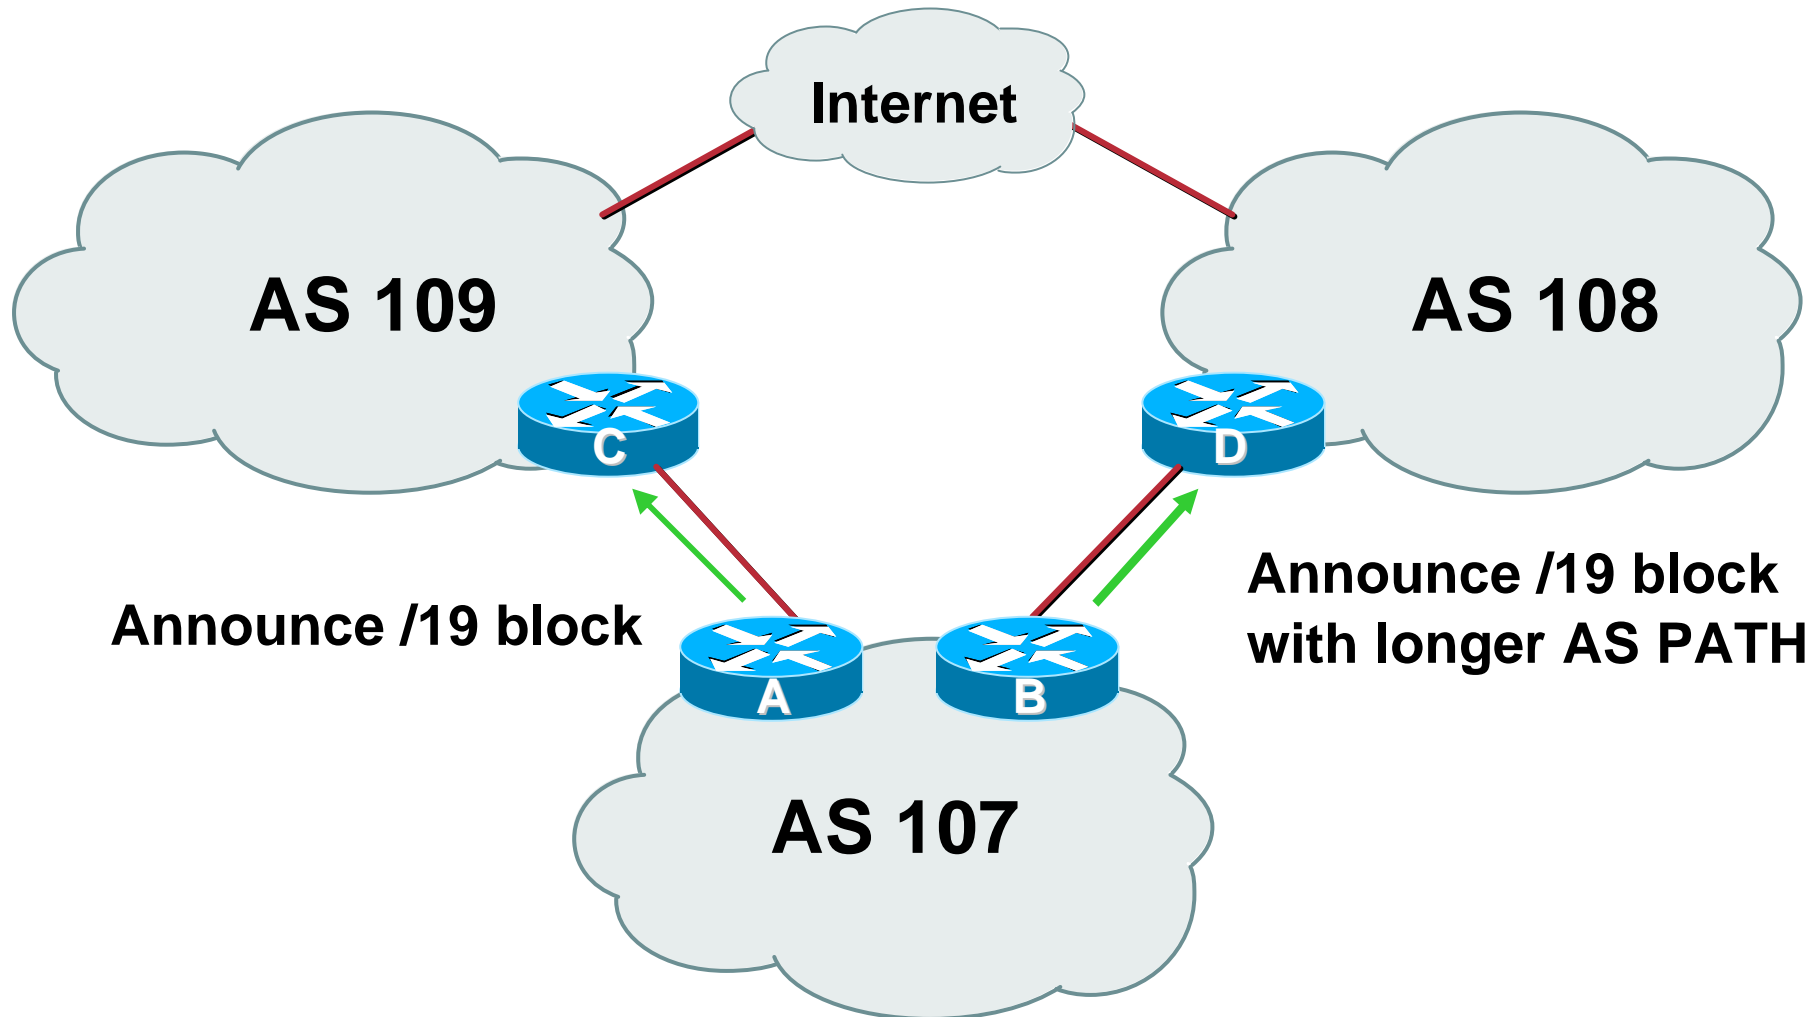 Internet
AS 109
AS 108
C
D
Announce /19 block
Announce /19 block
with longer AS PATH
A
B
AS 107